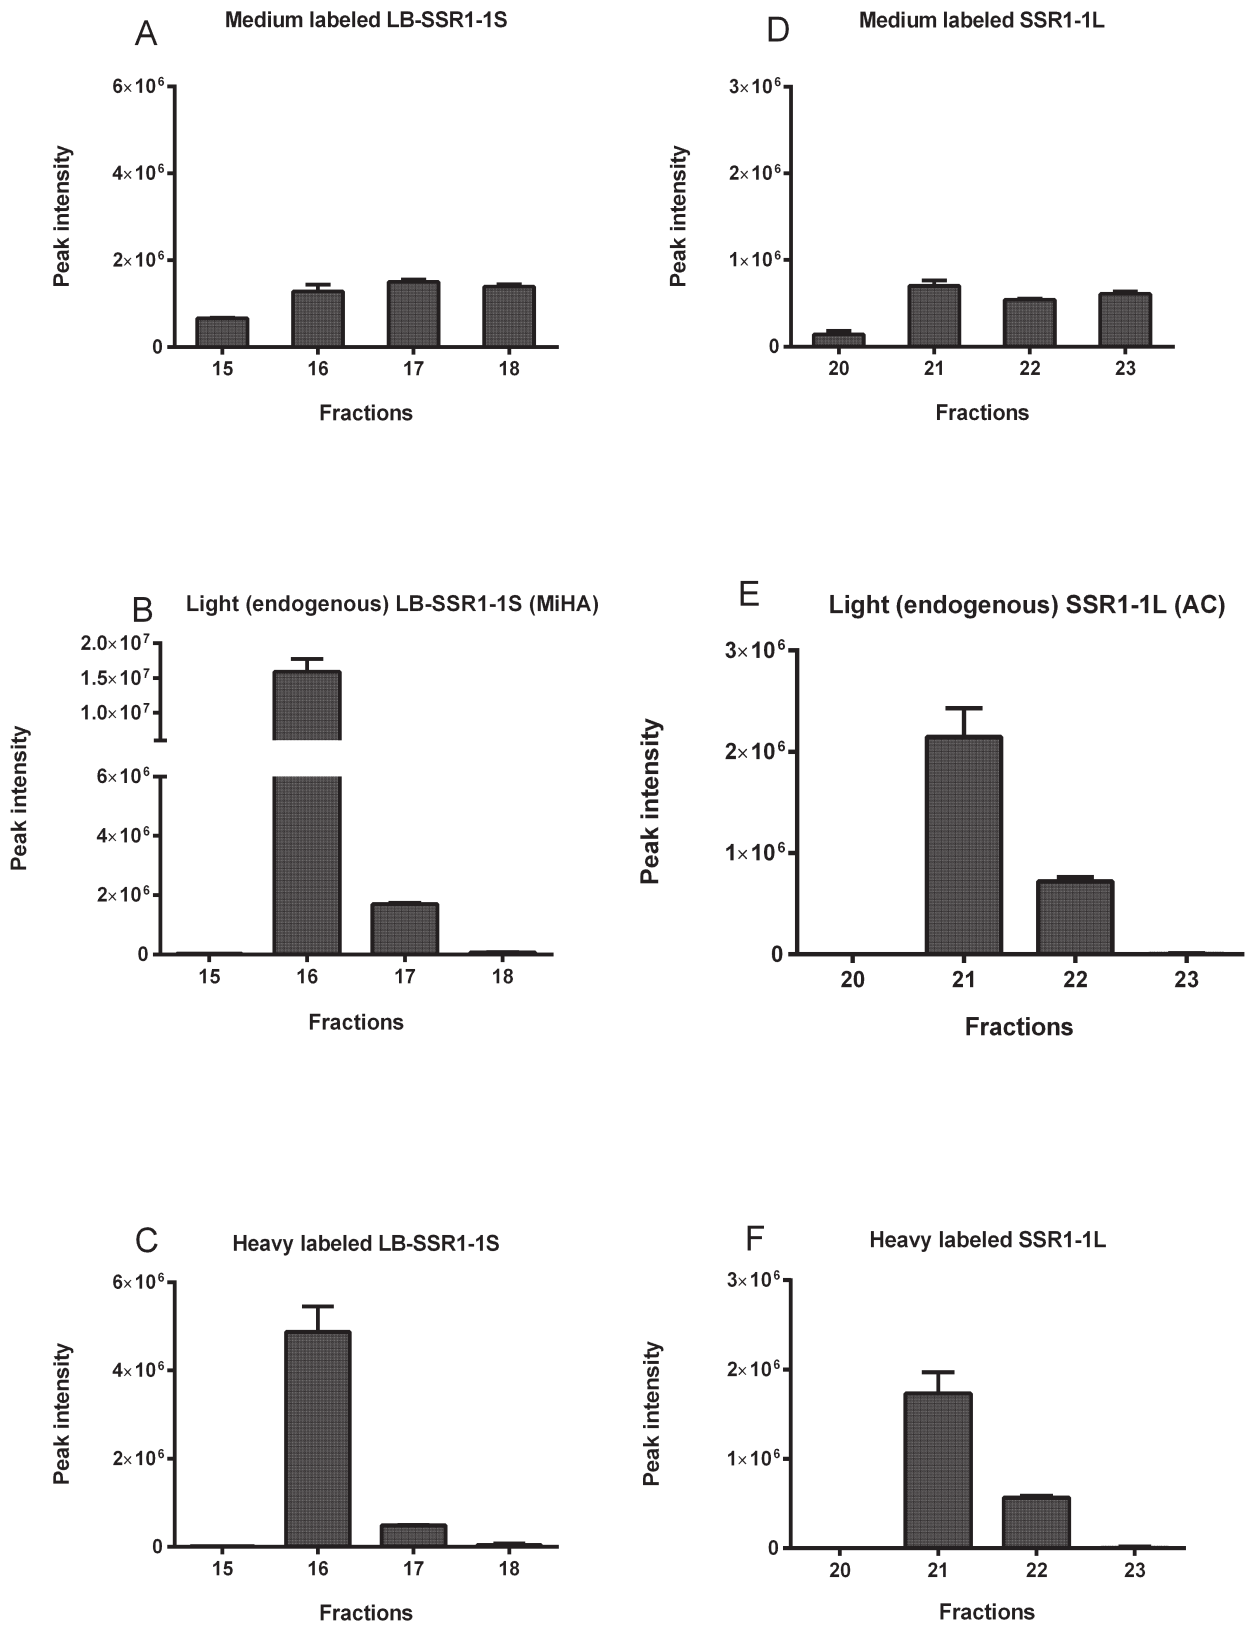 A
Medium labeled LB-SSR1-1S
Peak intensity
6×10⁶
4×10⁶
2×10⁶
0
15 16 17 18
Fractions
D
Medium labeled SSR1-1L
Peak intensity
3×10⁶
2×10⁶
1×10⁶
0
20 21 22 23
Fractions
B
Light (endogenous) LB-SSR1-1S (MiHA)
Peak intensity
2.0×10⁷
1.5×10⁷
1.0×10⁷
6×10⁶
4×10⁶
2×10⁶
0
15 16 17 18
Fractions
E
Light (endogenous) SSR1-1L (AC)
Peak intensity
3×10⁶
2×10⁶
1×10⁶
0
20 21 22 23
Fractions
C
Heavy labeled LB-SSR1-1S
Peak intensity
6×10⁶
4×10⁶
2×10⁶
0
15 16 17 18
Fractions
F
Heavy labeled SSR1-1L
Peak intensity
3×10⁶
2×10⁶
1×10⁶
0
20 21 22 23
Fractions